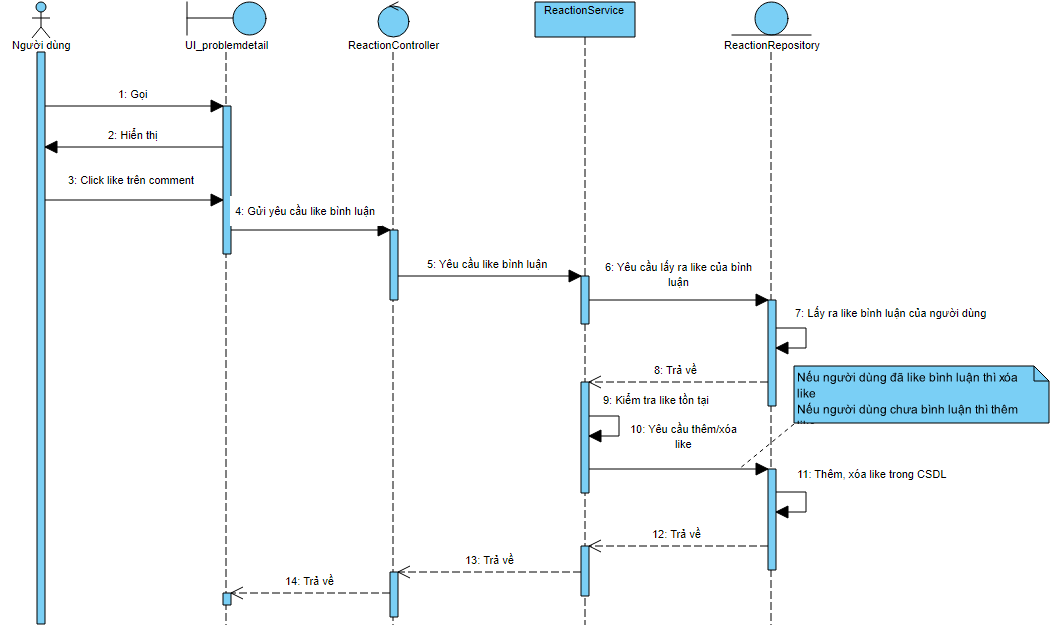 Người dùng
UI_problemdetail
ReactionController
ReactionService
ReactionRepository
1: Gọi
2: Hiển thị
3: Click like trên comment
4: Gửi yêu cầu like bình luận
5: Yêu cầu like bình luận
6: Yêu cầu lấy ra like của bình
luận
7: Lấy ra like bình luận của người dùng
8: Trả về
Nếu người dùng đã like bình luận thì xóa
like
Nếu người dùng chưa bình luận thì thêm
like
9: Kiểm tra like tồn tại
10: Yêu cầu thêm/xóa
like
11: Thêm, xóa like trong CSDL
12: Trả về
13: Trả về
14: Trả về